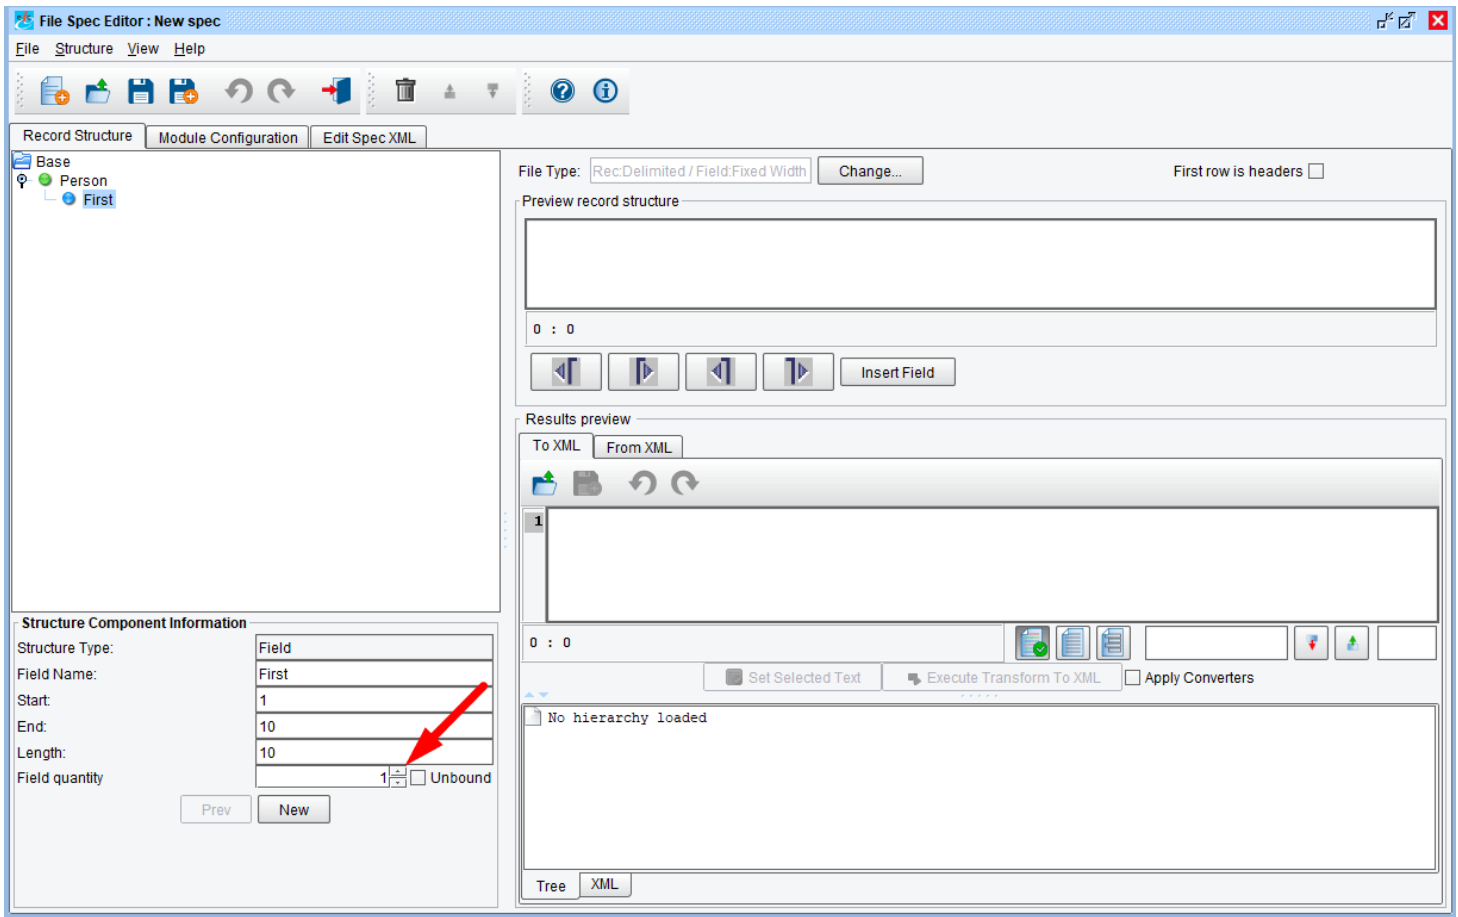 File Spec Editor : New spec
File Structure View Help
Record Structure Module Configuration Edit Spec XML
Base
Person
First
File Type: Rec:Delimited / Field:Fixed Width Change... First row is headers
Preview record structure
0 : 0
Insert Field
Results preview
To XML From XML
1
0 : 0
Set Selected Text Execute Transform To XML Apply Converters
No hierarchy loaded
Tree XML
Structure Component Information
Structure Type: Field
Field Name: First
Start: 1
End: 10
Length: 10
Field quantity 1 Unbound
Prev New